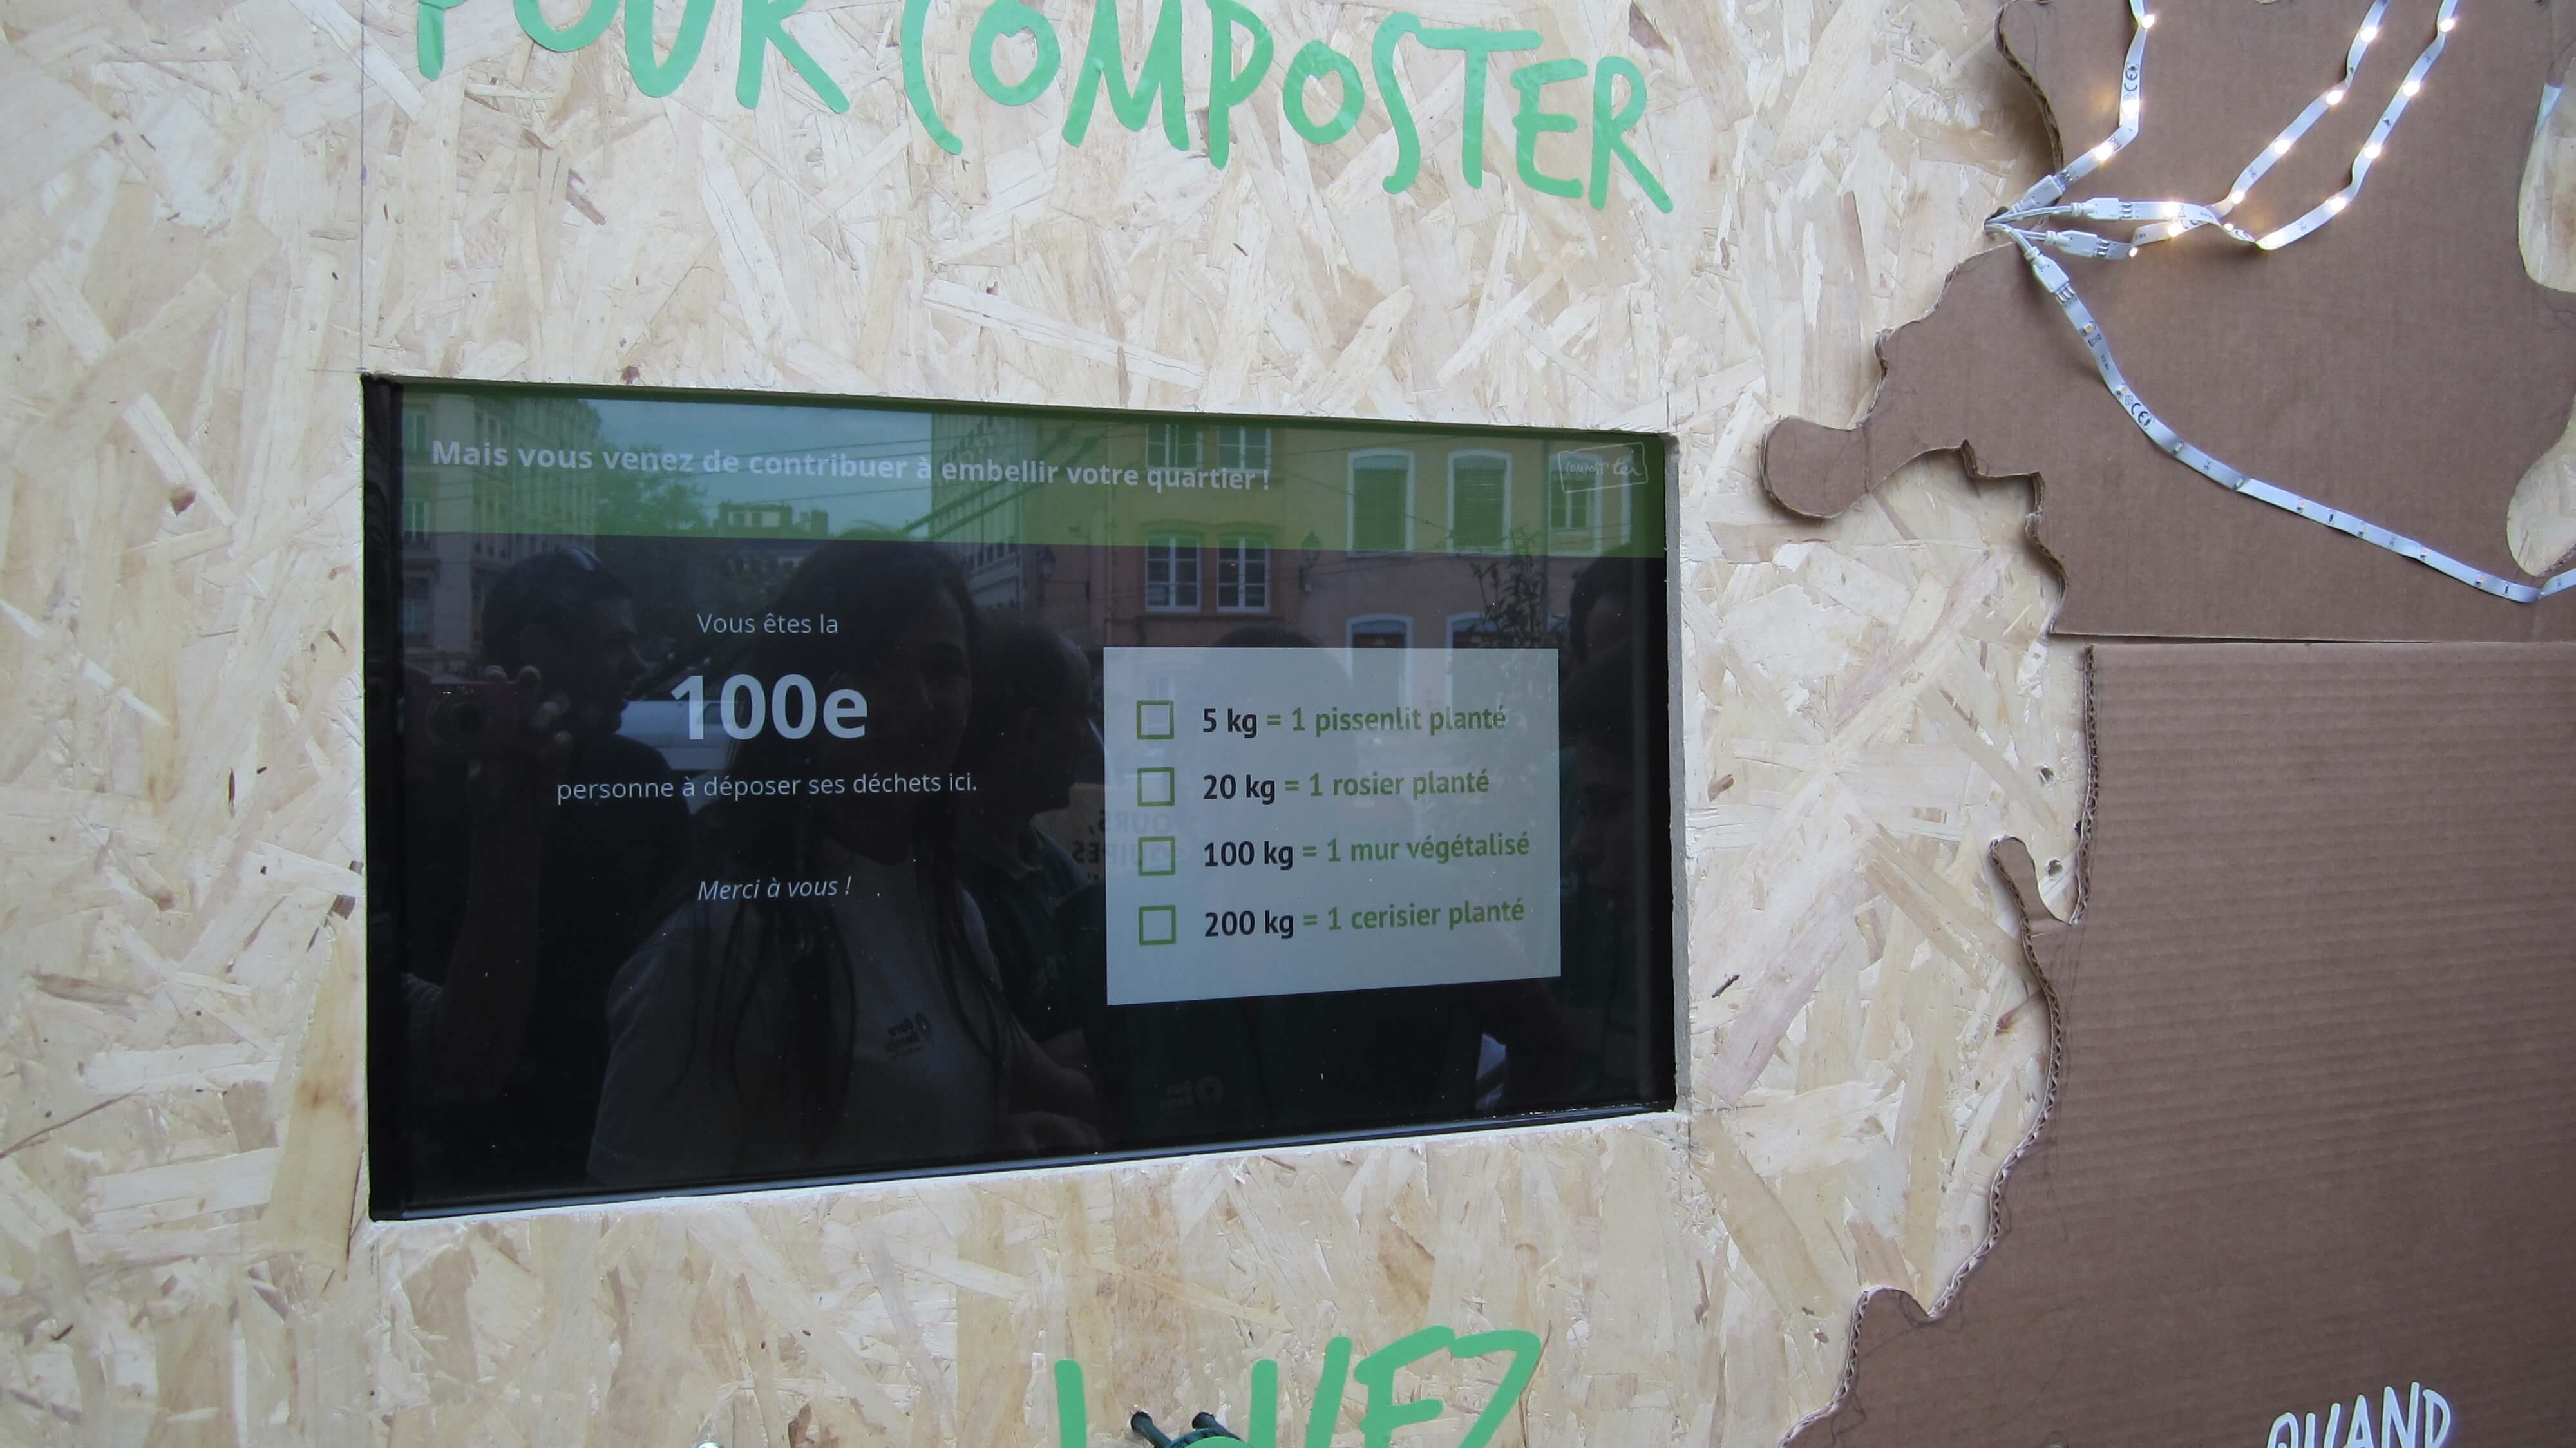 POUR COMPOSTER
Mais vous venez de contribuer à embellir votre quartier !
COMPOST'ter
Vous êtes la
100e
personne à déposer ses déchets ici.
Merci à vous !
5 kg = 1 pissenlit planté
20 kg = 1 rosier planté
100 kg = 1 mur végétalisé
200 kg = 1 cerisier planté
QUAND